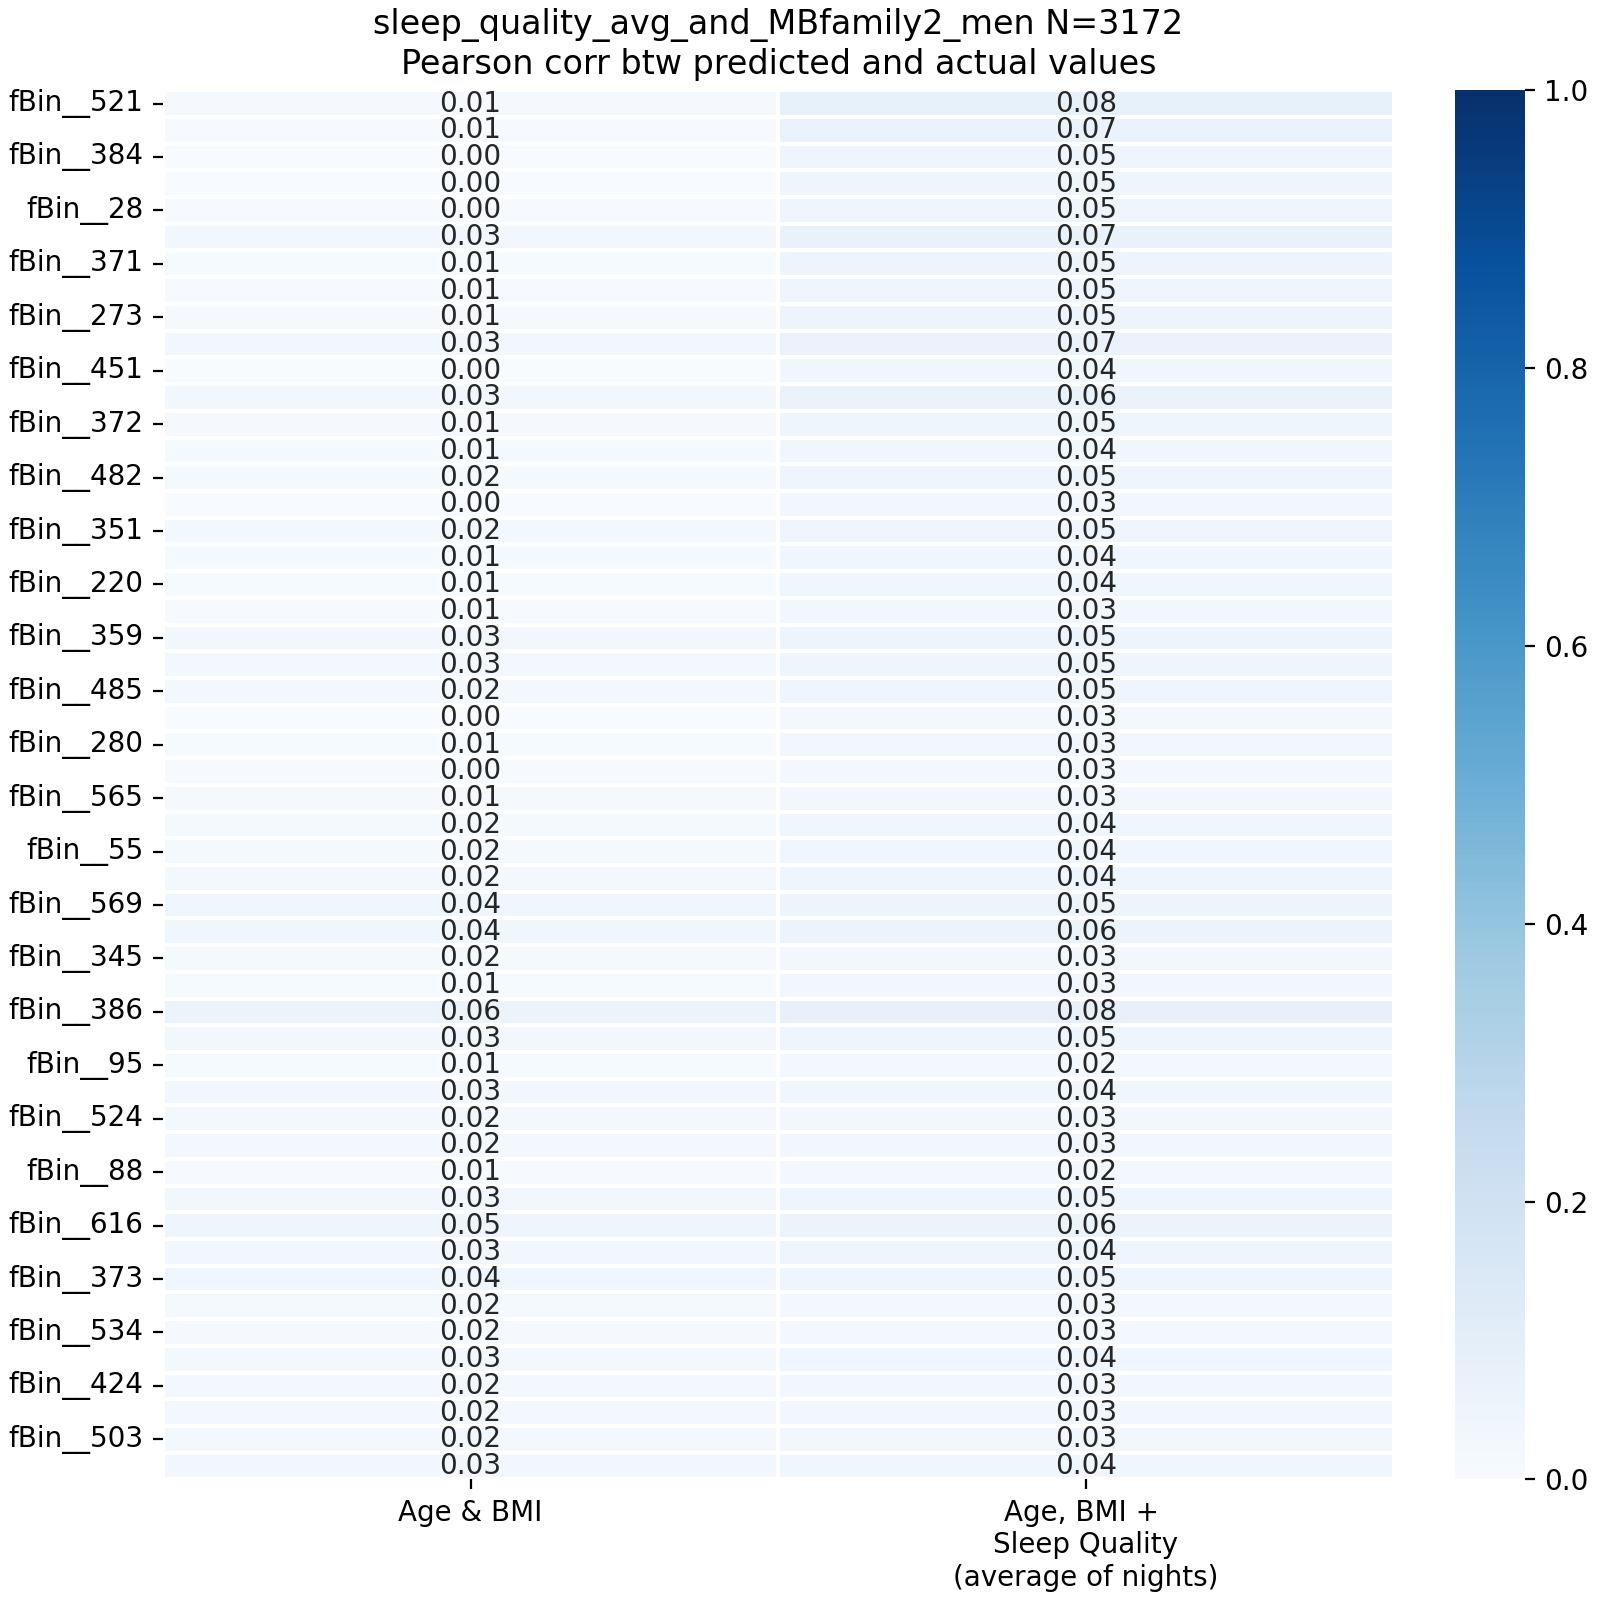 sleep_quality_avg_and_MBfamily2_men N=3172
Pearson corr btw predicted and actual values
fBin__521 0.01 0.08 1.0
0.01 0.07
fBin__384 0.00 0.05
0.00 0.05
fBin__28 0.00 0.05
0.03 0.07
fBin__371 0.01 0.05
0.01 0.05
fBin__273 0.01 0.05
0.03 0.07
fBin__451 0.00 0.04 0.8
0.03 0.06
fBin__372 0.01 0.05
0.01 0.04
fBin__482 0.02 0.05
0.00 0.03
fBin__351 0.02 0.05
0.01 0.04
fBin__220 0.01 0.04
0.01 0.03
fBin__359 0.03 0.05 0.6
0.03 0.05
fBin__485 0.02 0.05
0.00 0.03
fBin__280 0.01 0.03
0.00 0.03
fBin__565 0.01 0.03
0.02 0.04
fBin__55 0.02 0.04
0.02 0.04
fBin__569 0.04 0.05
0.04 0.06 0.4
fBin__345 0.02 0.03
0.01 0.03
fBin__386 0.06 0.08
0.03 0.05
fBin__95 0.01 0.02
0.03 0.04
fBin__524 0.02 0.03
0.02 0.03
fBin__88 0.01 0.02
0.03 0.05 0.2
fBin__616 0.05 0.06
0.03 0.04
fBin__373 0.04 0.05
0.02 0.03
fBin__534 0.02 0.03
0.03 0.04
fBin__424 0.02 0.03
0.02 0.03
fBin__503 0.02 0.03
0.03 0.04 0.0
Age & BMI
Age, BMI +
Sleep Quality
(average of nights)